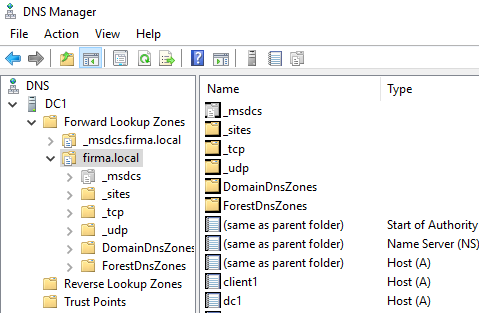 DNS Manager
File Action View Help
DNS
DC1
Forward Lookup Zones
_msdcs.firma.local
firma.local
_msdcs
_sites
_tcp
_udp
DomainDnsZones
ForestDnsZones
Reverse Lookup Zones
Trust Points
Name Type
_msdcs
_sites
_tcp
_udp
DomainDnsZones
ForestDnsZones
(same as parent folder) Start of Authority
(same as parent folder) Name Server (NS)
(same as parent folder) Host (A)
client1 Host (A)
dc1 Host (A)